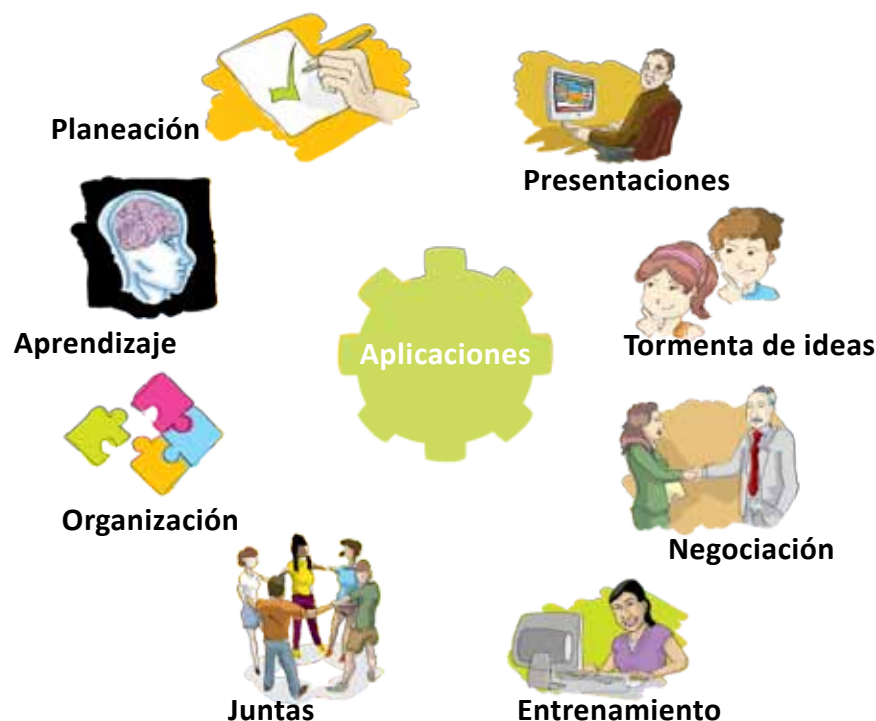 Planeación
Presentaciones
Aprendizaje
Aplicaciones
Tormenta de ideas
Organización
Negociación
Juntas
Entrenamiento